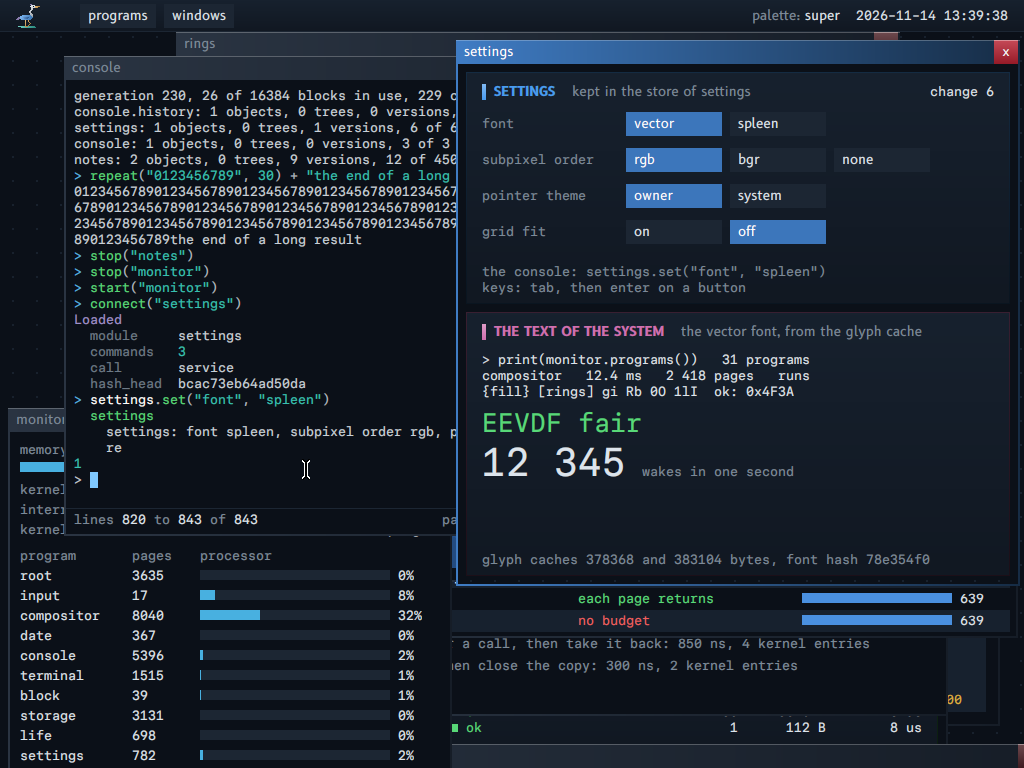 programs windows palette: super 2026-11-14 13:39:38
rings
console
generation 230, 26 of 16384 blocks in use, 229
console.history: 1 objects, 0 trees, 0 versions,
settings: 1 objects, 0 trees, 1 versions, 6 of 6
console: 1 objects, 0 trees, 0 versions, 3 of 3
notes: 2 objects, 0 trees, 9 versions, 12 of 450
> repeat("0123456789", 30) + "the end of a long
012345678901234567890123456789012345678901234567
678901234567890123456789012345678901234567890123457
234567890123456789012345678901234567890123456789
890123456789the end of a long result
> stop("notes")
> stop("monitor")
> start("monitor")
> connect("settings")
Loaded
module settings
commands 3
call service
hash_head bcac73eb64ad50da
> settings.set("font", "spleen")
settings
settings: font spleen, subpixel order rgb, p
re
1
>
lines 820 to 843 of 843 pa
settings x
SETTINGS kept in the store of settings change 6
font vector spleen
subpixel order rgb bgr none
pointer theme owner system
grid fit on off
the console: settings.set("font", "spleen")
keys: tab, then enter on a button
THE TEXT OF THE SYSTEM the vector font, from the glyph cache
> print(monitor.programs()) 31 programs
compositor 12.4 ms 2 418 pages runs
{fill} [rings] gi Rb 0O 1lI ok: 0x4F3A
EEVDF fair
12 345 wakes in one second
glyph caches 378368 and 383104 bytes, font hash 78e354f0
monitor
memory
kernel
inter
kernel
program pages processor
root 3635 0%
input 17 8%
compositor 8040 32%
date 367 0%
console 5396 2%
terminal 1515 1%
block 39 1%
storage 3131 0%
life 698 0%
settings 782 2%
each page returns 639
no budget 639
a call, then take it back: 850 ns, 4 kernel entries
en close the copy: 300 ns, 2 kernel entries
00
ok 1 112 B 8 us